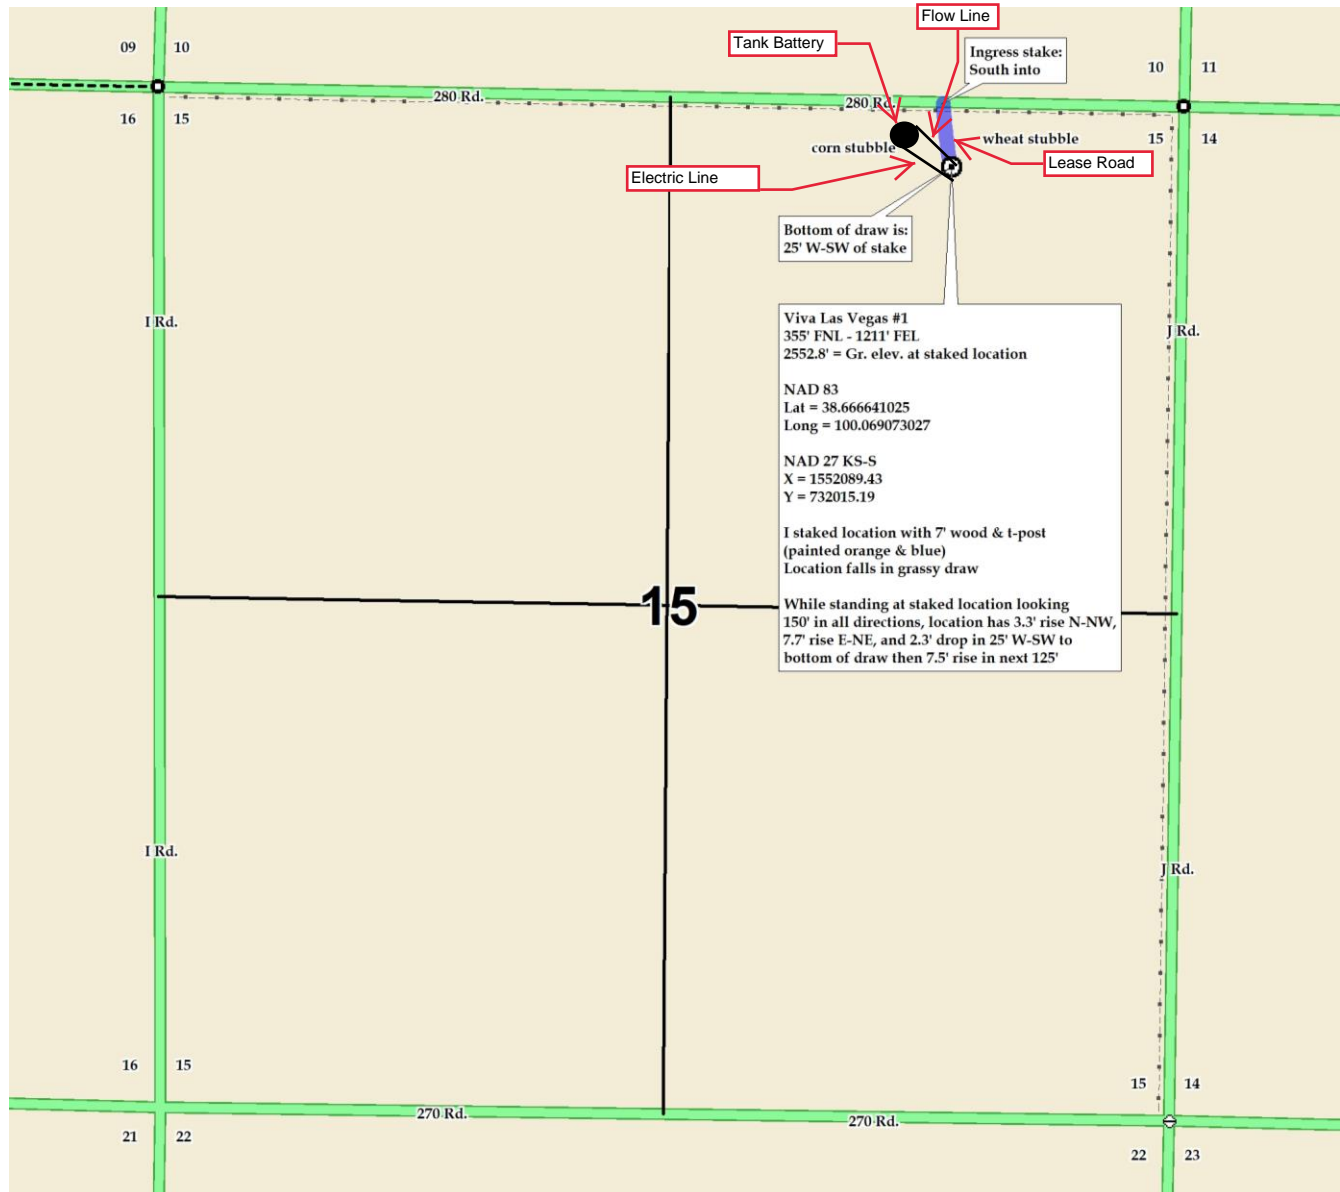 Flow Line
Tank Battery
Ingress stake:
South into
09 10
10 11
280 Rd.
280 Rd.
16 15
15 14
corn stubble
wheat stubble
Lease Road
Electric Line
Bottom of draw is:
25' W-SW of stake
I Rd.
J Rd.
Viva Las Vegas #1
355' FNL - 1211' FEL
2552.8' = Gr. elev. at staked location
NAD 83
Lat = 38.666641025
Long = 100.069073027
NAD 27 KS-S
X = 1552089.43
Y = 732015.19
I staked location with 7' wood & t-post
(painted orange & blue)
Location falls in grassy draw
While standing at staked location looking
150' in all directions, location has 3.3' rise N-NW,
7.7' rise E-NE, and 2.3' drop in 25' W-SW to
bottom of draw then 7.5' rise in next 125'
15
I Rd.
J Rd.
16 15
15 14
270 Rd.
270 Rd.
21 22
22 23